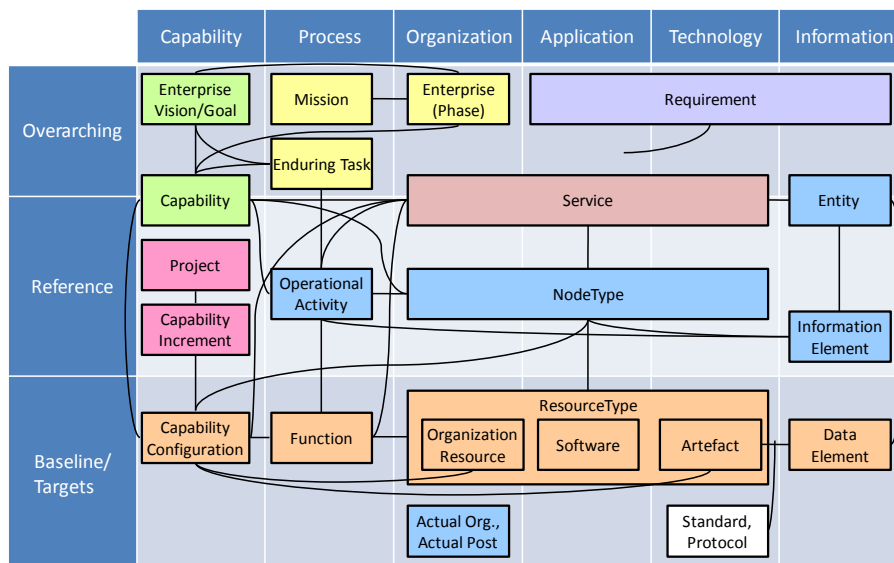 Capability
Process
Organization
Application
Technology
Information
Overarching
Enterprise
Vision/Goal
Mission
Enterprise
(Phase)
Requirement
Enduring Task
Reference
Capability
Service
Entity
Project
Operational
Activity
NodeType
Capability
Increment
Information
Element
Baseline/
Targets
Capability
Configuration
Function
ResourceType
Organization
Resource
Software
Artefact
Data
Element
Actual Org.,
Actual Post
Standard,
Protocol